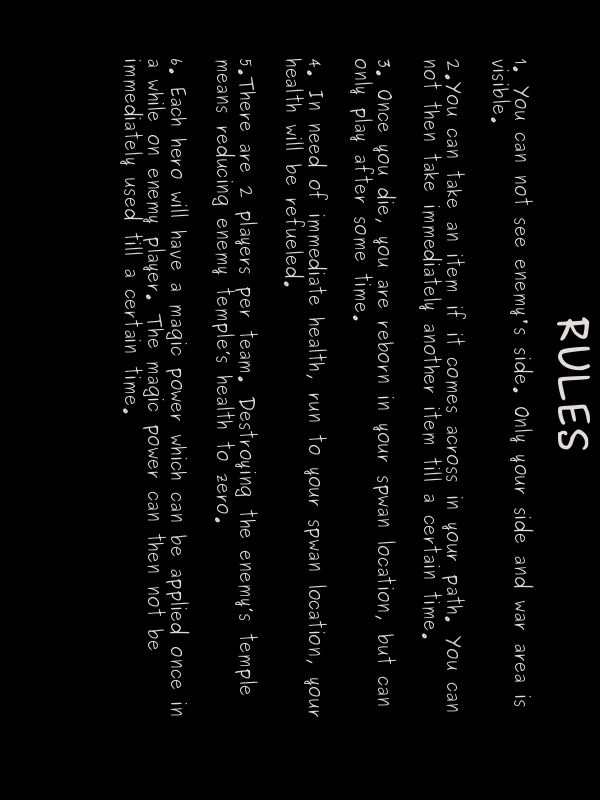 RULES
1. You can not see enemy's side. Only your side and war area is
visible.
2.You can take an item if it comes across in your path. You can
not then take immediately another item till a certain time.
3. Once you die, you are reborn in your spwan location, but can
only play after some time.
4. In need of immediate health, run to your spwan location, your
health will be refueled.
5.There are 2 players per team. Destroying the enemy's temple
means reducing enemy temple's health to zero.
6. Each hero will have a magic power which can be applied once in
a while on enemy player. The magic power can then not be
immediately used till a certain time.